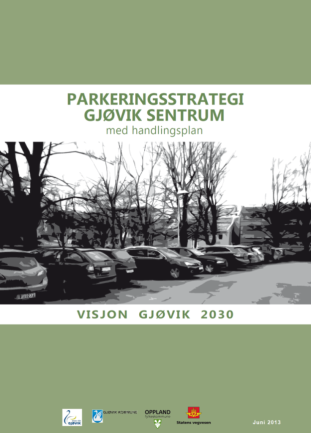 PARKERINGSSTRATEGI
GJØVIK SENTRUM
med handlingsplan
VISJON GJØVIK 2030
OPPLAND
Statens vegvesen
Juni 2013